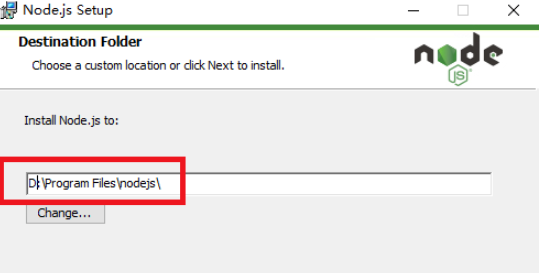 Node.js Setup
Destination Folder
Choose a custom location or click Next to install.
node
JS
Install Node.js to:
D:\Program Files\nodejs\
Change...